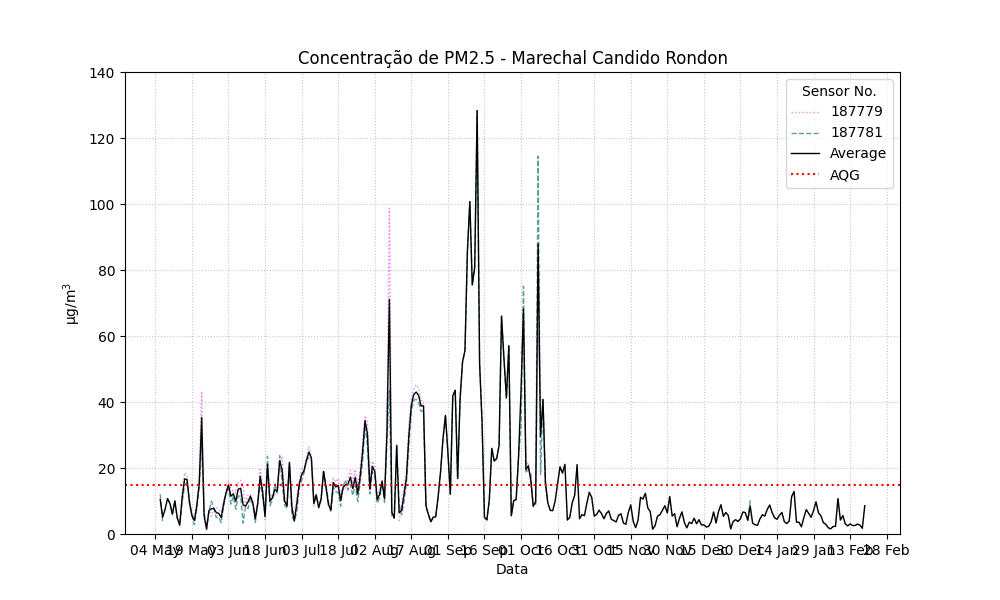 Concentração de PM2.5 - Marechal Candido Rondon
140
120
100
80
60
40
20
0
µg/m³
Sensor No.
187779
187781
Average
AQG
04 May 19 May 03 Jun 18 Jun 03 Jul 18 Jul 02 Aug 17 Aug 01 Sep 16 Sep 01 Oct 16 Oct 31 Oct 15 Nov 30 Nov 15 Dec 30 Dec 14 Jan 29 Jan 13 Feb 28 Feb
Data